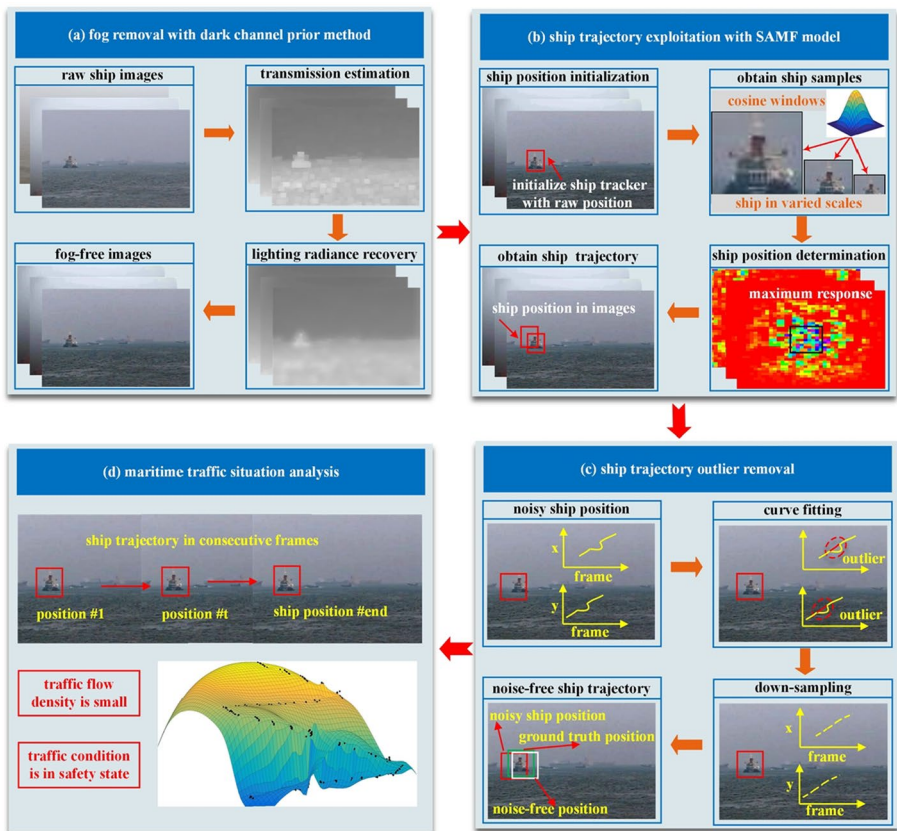 (a) fog removal with dark channel prior method
raw ship images
transmission estimation
fog-free images
lighting radiance recovery
(b) ship trajectory exploitation with SAMF model
ship position initialization
initialize ship tracker
with raw position
obtain ship samples
cosine windows
ship in varied scales
obtain ship trajectory
ship position in images
ship position determination
maximum response
(c) ship trajectory outlier removal
noisy ship position
x
frame
y
frame
curve fitting
outlier
outlier
noise-free ship trajectory
noisy ship position
ground truth position
noise-free position
down-sampling
x
frame
y
frame
(d) maritime traffic situation analysis
ship trajectory in consecutive frames
position #1
position #t
ship position #end
traffic flow
density is small
traffic condition
is in safety state